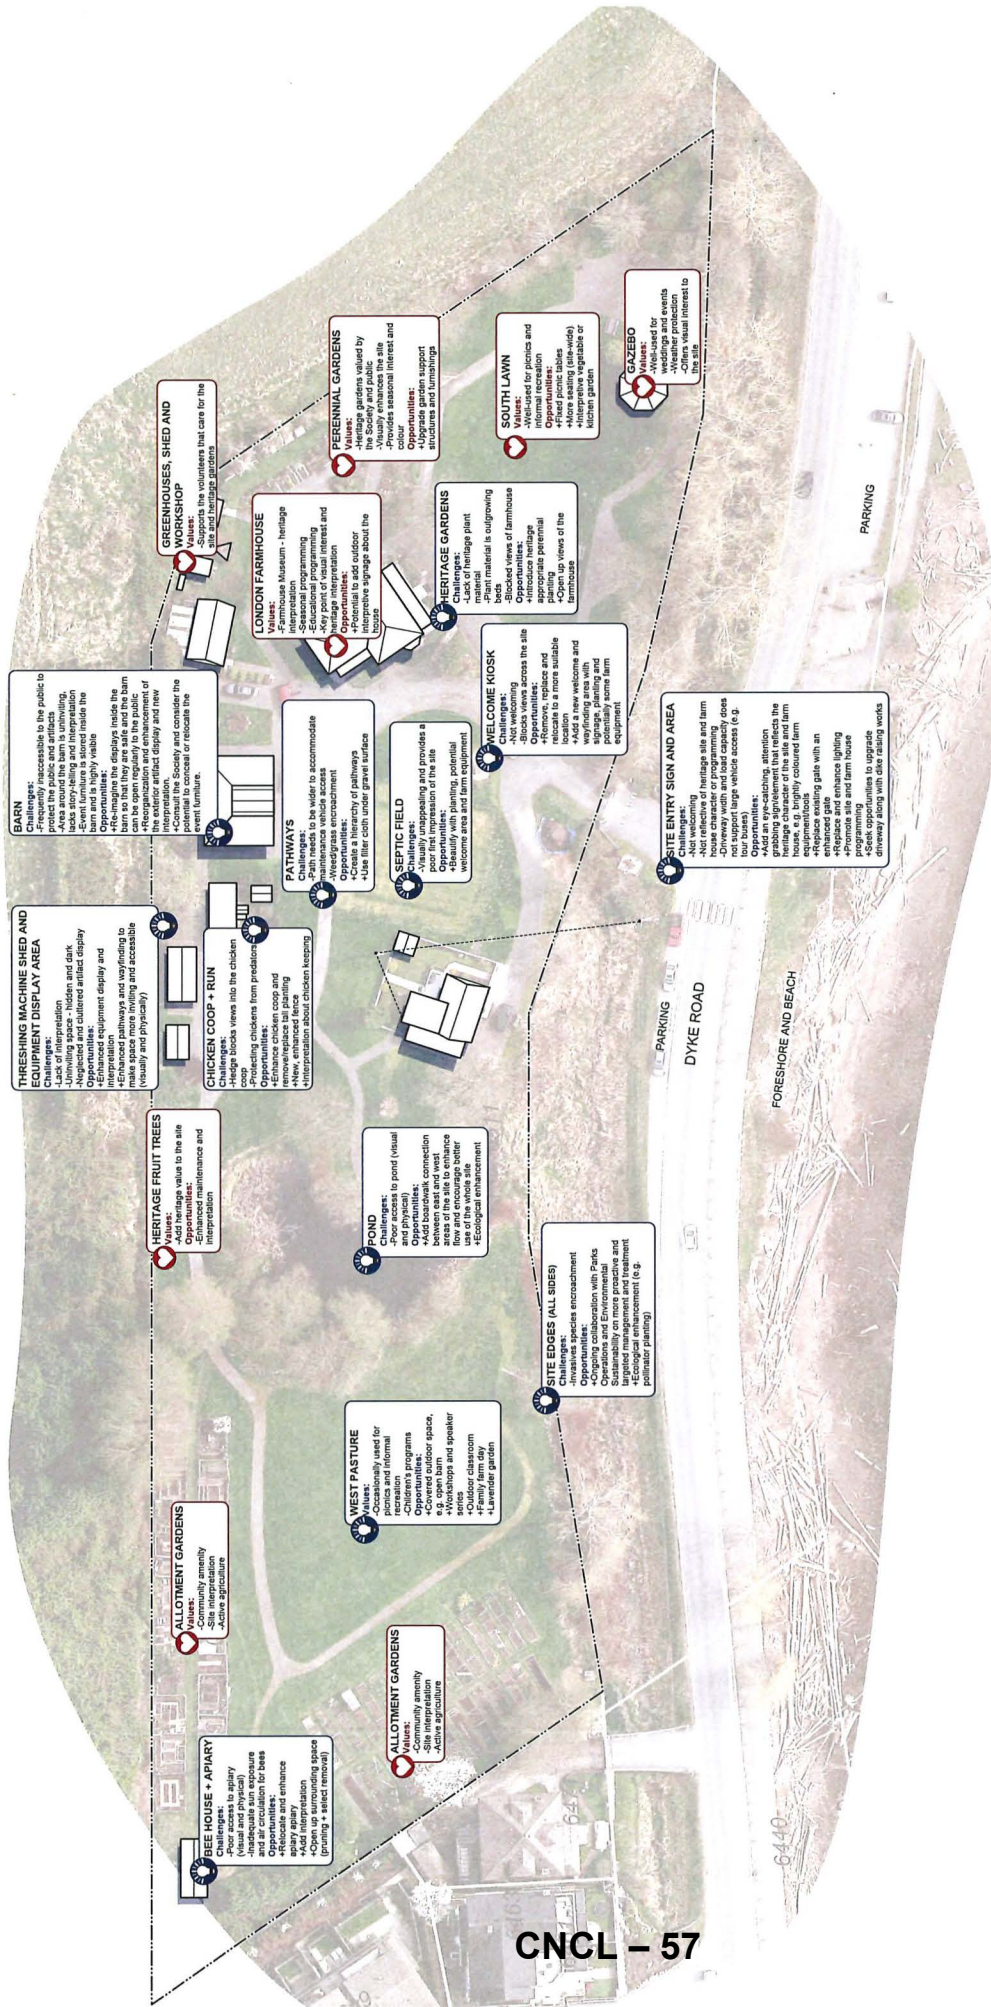 BEE HOUSE + APIARY
Challenges:
-Poor access to apiary
(visual and physical)
-Inadequate sun exposure
and air circulation for bees
Opportunities:
+Relocate and enhance
apiary apiary
+Add interpretation
+Open up surrounding space
(pruning + select removal)
ALLOTMENT GARDENS
Values:
-Community amenity
-Site interpretation
-Active agriculture
ALLOTMENT GARDENS
Values:
-Community amenity
-Site interpretation
-Active agriculture
WEST PASTURE
Values:
-Occasionally used for
picnics and informal
recreation
-Children's programs
Opportunities:
+Covered outdoor space,
e.g. open barn
+Workshops and speaker
series
+Outdoor classroom
+Family farm day
+Lavender garden
HERITAGE FRUIT TREES
Values:
-Add heritage value to the site
Opportunities:
-Enhanced maintenance and
interpretation
POND
Challenges:
-Poor access to pond (visual
and physical)
Opportunities:
+Add boardwalk connection
between east and west
areas of the site to enhance
flow and encourage better
use of the whole site
+Ecological enhancement
SITE EDGES (ALL SIDES)
Challenges:
-Invasives species encroachment
Opportunities:
+Ongoing collaboration with Parks
Operations and Environmental
Sustainability on more proactive and
targeted management and treatment
+Ecological enhancement (e.g.
pollinator planting)
THRESHING MACHINE SHED AND
EQUIPMENT DISPLAY AREA
Challenges:
-Lack of interpretation
-Uninviting space - hidden and dark
-Neglected and cluttered artifact display
Opportunities:
+Enhanced equipment display and
interpretation
+Enhanced pathways and wayfinding to
make space more inviting and accessible
(visually and physically)
CHICKEN COOP + RUN
Challenges:
-Hedge blocks views into the chicken
coop
-Protecting chickens from predators
Opportunities:
+Enhance chicken coop and
remove/replace tall planting
+New, enhanced fence
+Interpretation about chicken keeping
BARN
Challenges:
-Frequently inaccessible to the public to
protect the public and artifacts
-Area around the barn is uninviting,
lacks story-telling and interpretation
-Event furniture is stored inside the
barn and is highly visible
Opportunities:
+Re-imagine the displays inside the
barn so that they are safe and the barn
can be open regularly to the public
+Reorganization and enhancement of
the exterior artifact display and new
interpretation.
+Consult the Society and consider the
potential to conceal or relocate the
event furniture.
PATHWAYS
Challenges:
-Path needs to be wider to accommodate
maintenance vehicle access
-Weed/grass encroachment
Opportunities:
+Create a hierarchy of pathways
+Use filter cloth under gravel surface
SEPTIC FIELD
Challenges:
-Visually unappealing and provides a
poor first impression of the site
Opportunity:
+Beautify with planting, potential
welcome area and farm equipment
WELCOME KIOSK
Challenges:
-Not welcoming
-Blocks views across the site
Opportunities:
+Remove, replace and
relocate to a more suitable
location
+Add a new welcome and
wayfinding area with
signage, planting and
potentially some farm
equipment
SITE ENTRY SIGN AND AREA
Challenges:
-Not welcoming
-Not reflective of heritage site and farm
house character or programming
-Driveway width and load capacity does
not support large vehicle access (e.g.
tour buses)
Opportunities:
+Add an eye-catching, attention
grabbing sign/element that reflects the
heritage character of the site and farm
house, e.g. brightly coloured farm
equipment/tools
+Replace existing gate with an
enhanced gate
+Replace and enhance lighting
+Promote site and farm house
programming
+Seek opportunities to upgrade
driveway along with dike raising works
GREENHOUSES, SHED AND
WORKSHOP
Values:
-Supports the volunteers that care for the
site and heritage gardens
LONDON FARMHOUSE
Values:
-Farmhouse Museum - heritage
interpretation
-Seasonal programming
-Educational programming
-Key point of visual interest and
heritage interpretation
Opportunities:
+Potential to add outdoor
interpretive signage about the
house
PERENNIAL GARDENS
Values:
-Heritage gardens valued by
the Society and public
-Visually enhances the site
-Provides seasonal interest and
colour
Opportunities:
+Upgrade garden support
structures and furnishings
HERITAGE GARDENS
Challenges:
-Lack of heritage plant
material
-Plant material is outgrowing
beds
-Blocked views of farmhouse
Opportunities:
+Introduce heritage
appropriate perennial
planting
+Open up views of the
farmhouse
SOUTH LAWN
Values:
-Well-used for picnics and
informal recreation
Opportunities:
+Fixed picnic tables
+More seating (site-wide)
+Interpretive vegetable or
kitchen garden
GAZEBO
Values:
-Well-used for
weddings and events
-Weather protection
-Offers visual interest to
the site
PARKING
DYKE ROAD
PARKING
FORESHORE AND BEACH
6440
CNCL – 57